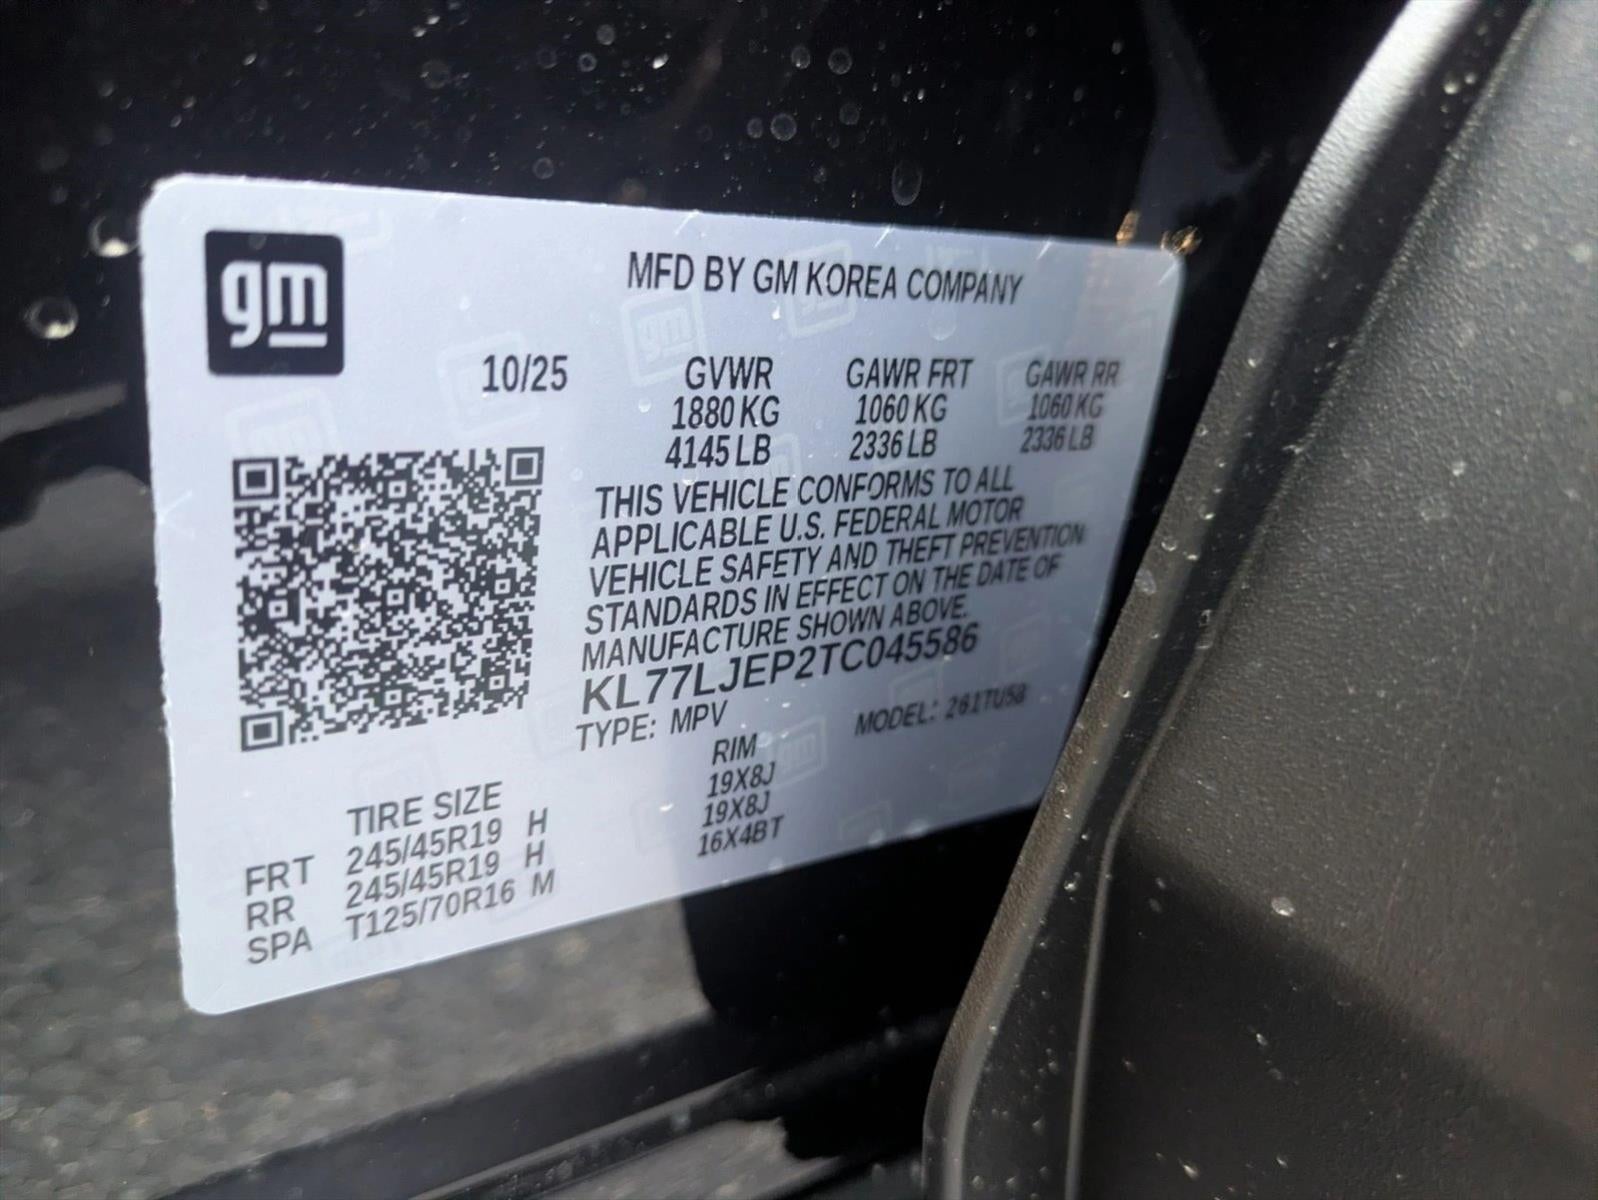 gm
MFD BY GM KOREA COMPANY
10/25 GVWR GAWR FRT GAWR RR
1880 KG 1060 KG 1060 KG
4145 LB 2336 LB 2336 LB
THIS VEHICLE CONFORMS TO ALL
APPLICABLE U.S. FEDERAL MOTOR
VEHICLE SAFETY AND THEFT PREVENTION
STANDARDS IN EFFECT ON THE DATE OF
MANUFACTURE SHOWN ABOVE.
KL77LJEP2TC045586
TYPE: MPV MODEL: 261TU58
TIRE SIZE RIM
FRT 245/45R19 H 19X8J
RR 245/45R19 H 19X8J
SPA T125/70R16 M 16X4BT